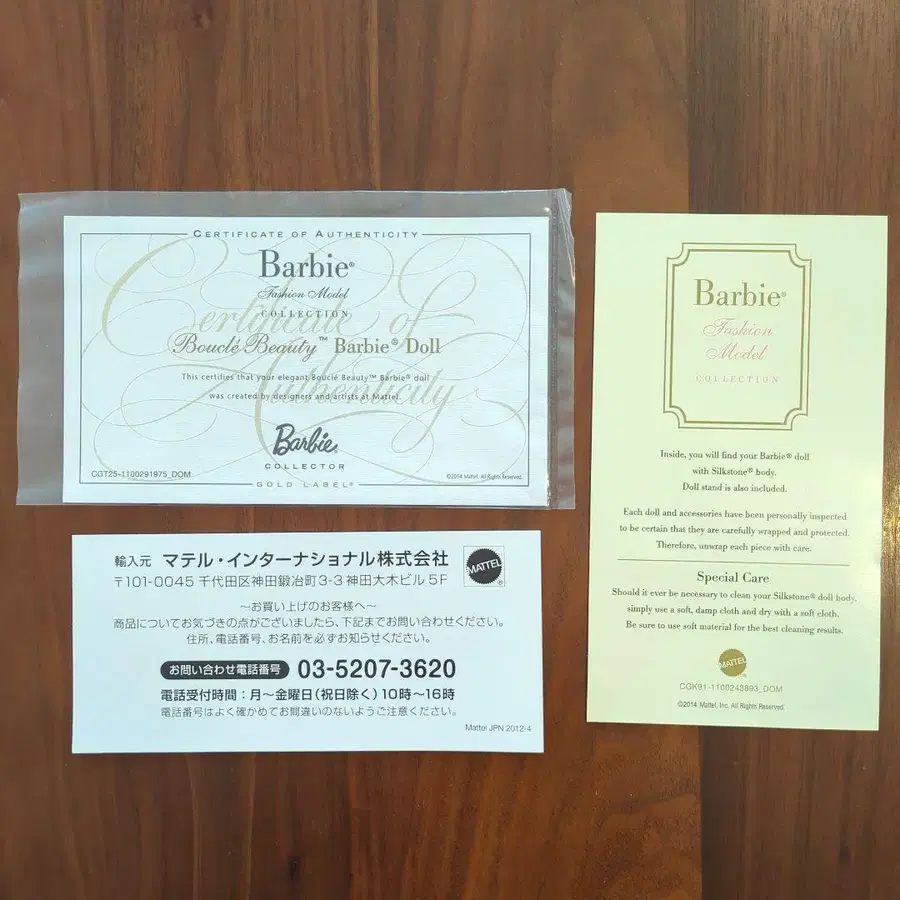 CERTIFICATE OF AUTHENTICITY
Barbie®
Fashion Model
COLLECTION
Certificate of
Authenticity
Bouclé Beauty™ Barbie® Doll
This certifies that your elegant Bouclé Beauty™ Barbie® doll
was created by designers and artists at Mattel.
Barbie®
COLLECTOR
CGT25-1100291975_DOM
©2014 Mattel. All Rights Reserved.
GOLD LABEL®
輸入元 マテル・インターナショナル株式会社
〒101-0045 千代田区神田鍛冶町3-3 神田大木ビル 5F
MATTEL®
〜お買い上げのお客様へ〜
商品についてお気づきの点がございましたら、下記までお問い合わせください。
住所、電話番号、お名前を必ずお知らせください。
お問い合わせ電話番号 03-5207-3620
電話受付時間：月〜金曜日(祝日除く)10時〜16時
電話番号はよく確かめてお間違いのないようご注意ください。
Mattel JPN 2012-4
Barbie®
Fashion
Model
COLLECTION
Inside, you will find your Barbie® doll
with Silkstone® body.
Doll stand is also included.
Each doll and accessories have been personally inspected
to be certain that they are carefully wrapped and protected.
Therefore, unwrap each piece with care.
Special Care
Should it ever be necessary to clean your Silkstone® doll body,
simply use a soft, damp cloth and dry with a soft cloth.
Be sure to use soft material for the best cleaning results.
MATTEL
CGK91-1100243893_DOM
©2014 Mattel, Inc. All Rights Reserved.